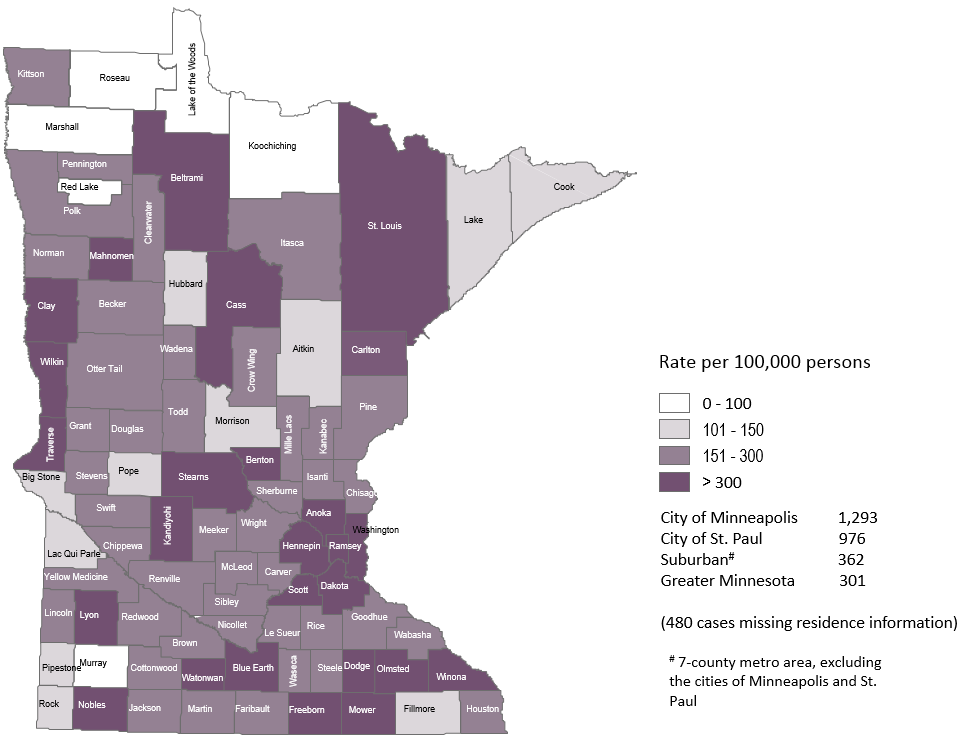 Kittson
Roseau
Lake of the Woods
Marshall
Koochiching
Pennington
Red Lake
Polk
Clearwater
Beltrami
St. Louis
Lake
Cook
Itasca
Norman
Mahnomen
Hubbard
Cass
Clay
Becker
Wadena
Crow Wing
Aitkin
Carlton
Wilkin
Otter Tail
Todd
Morrison
Mille Lacs
Kanabec
Pine
Traverse
Grant
Douglas
Big Stone
Stevens
Pope
Stearns
Benton
Sherburne
Isanti
Chisago
Swift
Kandiyohi
Meeker
Wright
Anoka
Washington
Hennepin
Ramsey
Lac Qui Parle
Chippewa
Yellow Medicine
Renville
McLeod
Carver
Scott
Dakota
Sibley
Lincoln
Lyon
Redwood
Nicollet
Le Sueur
Rice
Goodhue
Wabasha
Brown
Pipestone
Murray
Cottonwood
Watonwan
Blue Earth
Waseca
Steele
Dodge
Olmsted
Winona
Rock
Nobles
Jackson
Martin
Faribault
Freeborn
Mower
Fillmore
Houston
Rate per 100,000 persons
0 - 100
101 - 150
151 - 300
> 300
City of Minneapolis 1,293
City of St. Paul 976
Suburban# 362
Greater Minnesota 301
(480 cases missing residence information)
# 7-county metro area, excluding
the cities of Minneapolis and St.
Paul